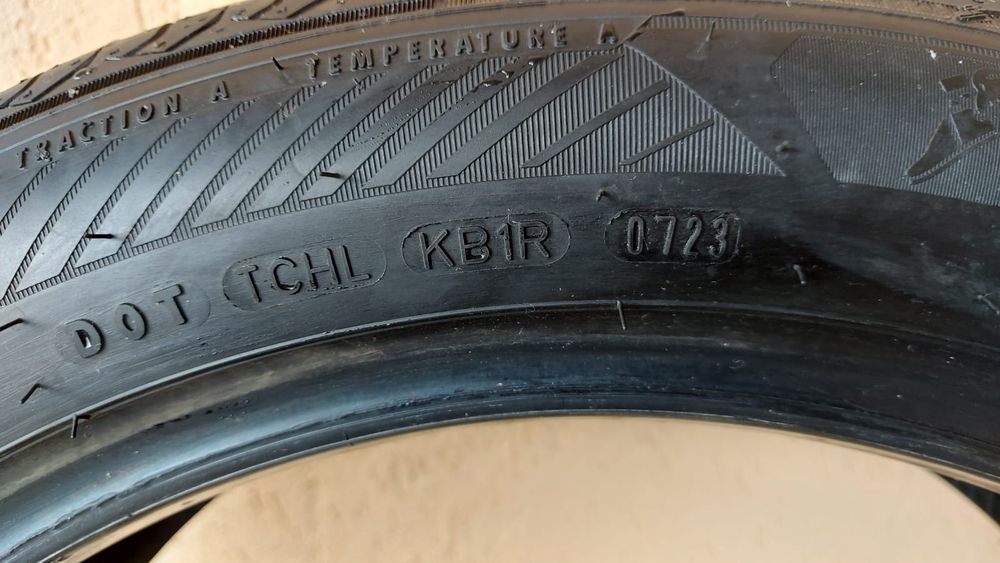 TRACTION A TEMPERATURE A
DOT TCHL KB1R 0723